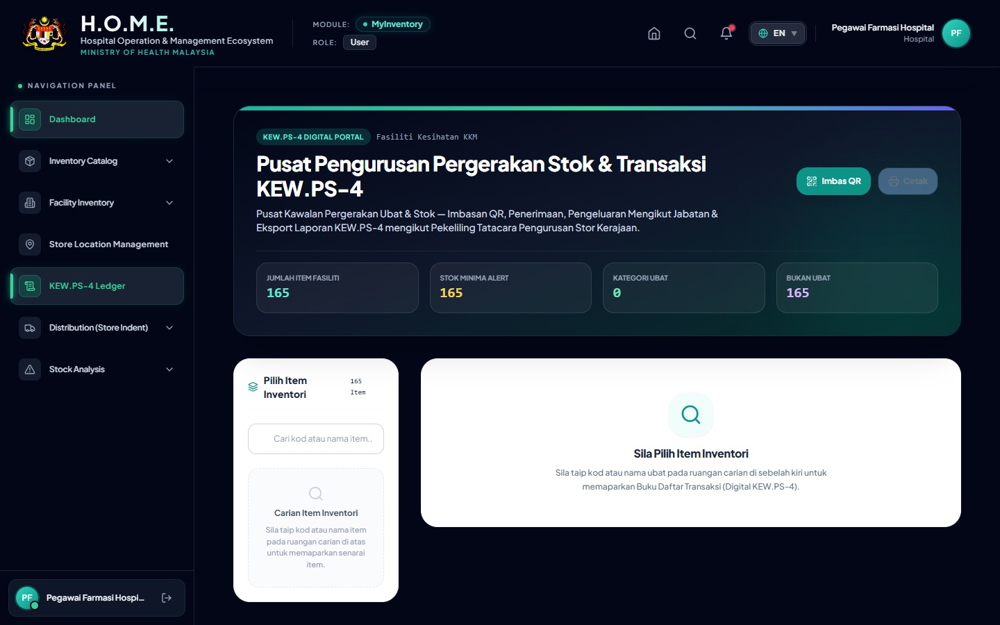 H.O.M.E.
Hospital Operation & Management Ecosystem
MINISTRY OF HEALTH MALAYSIA
MODULE: MyInventory
ROLE: User
EN ▼
Pegawai Farmasi Hospital
Hospital
PF
NAVIGATION PANEL
Dashboard
Inventory Catalog
Facility Inventory
Store Location Management
KEW.PS-4 Ledger
Distribution (Store Indent)
Stock Analysis
PF
Pegawai Farmasi Hospi...
KEW.PS-4 DIGITAL PORTAL Fasiliti Kesihatan KKM
Pusat Pengurusan Pergerakan Stok & Transaksi
KEW.PS-4
Pusat Kawalan Pergerakan Ubat & Stok — Imbasan QR, Penerimaan, Pengeluaran Mengikut Jabatan &
Eksport Laporan KEW.PS-4 mengikut Pekeliling Tatacara Pengurusan Stor Kerajaan.
Imbas QR
Cetak
JUMLAH ITEM FASILITI
165
STOK MINIMA ALERT
165
KATEGORI UBAT
0
BUKAN UBAT
165
Pilih Item
Inventori
165
Item
Cari kod atau nama item..
Carian Item Inventori
Sila taip kod atau nama item
pada ruangan carian di atas
untuk memaparkan senarai
item.
Sila Pilih Item Inventori
Sila taip kod atau nama ubat pada ruangan carian di sebelah kiri untuk
memaparkan Buku Daftar Transaksi (Digital KEW.PS-4).